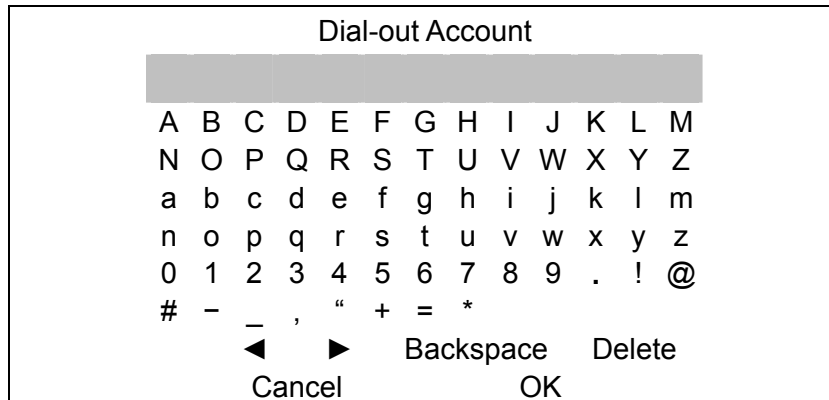 Dial-out Account
A B C D E F G H I J K L M
N O P Q R S T U V W X Y Z
a b c d e f g h i j k l m
n o p q r s t u v w x y z
0 1 2 3 4 5 6 7 8 9 . ! @
# − _ , “ + = *
◄ ► Backspace Delete
Cancel OK